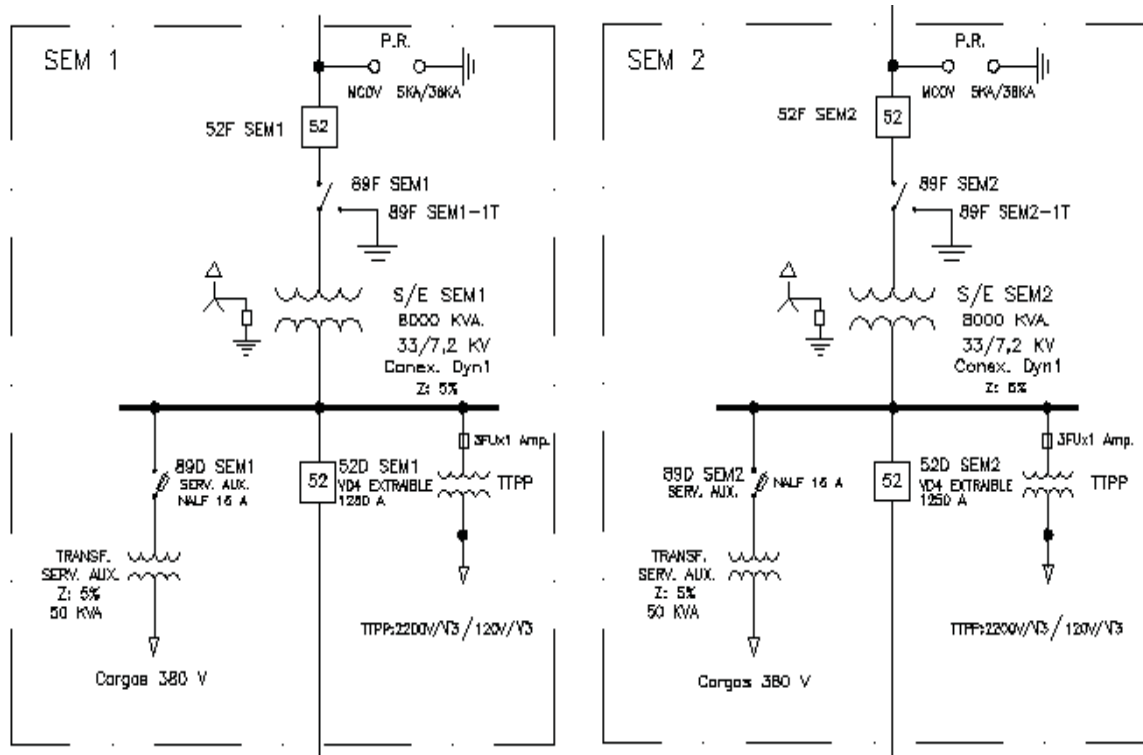 SEM 1
P.R.
MCOV 5KA/36KA
52F SEM1
52
89F SEM1
89F SEM1-1T
S/E SEM1
8000 KVA.
33/7,2 KV
Conex. Dyn1
Z: 5%
89D SEM1
SERV. AUX.
NALF 16 A
52
52D SEM1
VD4 EXTRAIBLE
1250 A
3FUx1 Amp.
TTPP
TRANSF.
SERV. AUX.
Z: 5%
50 KVA
TTPP:2200V/√3/120V/√3
Cargas 380 V
SEM 2
P.R.
MCOV 5KA/36KA
52F SEM2
52
89F SEM2
89F SEM2-1T
S/E SEM2
8000 KVA.
33/7,2 KV
Conex. Dyn1
Z: 6%
89D SEM2
SERV. AUX.
NALF 16 A
52
52D SEM2
VD4 EXTRAIBLE
1250 A
3FUx1 Amp.
TTPP
TRANSF.
SERV. AUX.
Z: 5%
50 KVA
TTPP:2200V/√3/120V/√3
Cargas 380 V